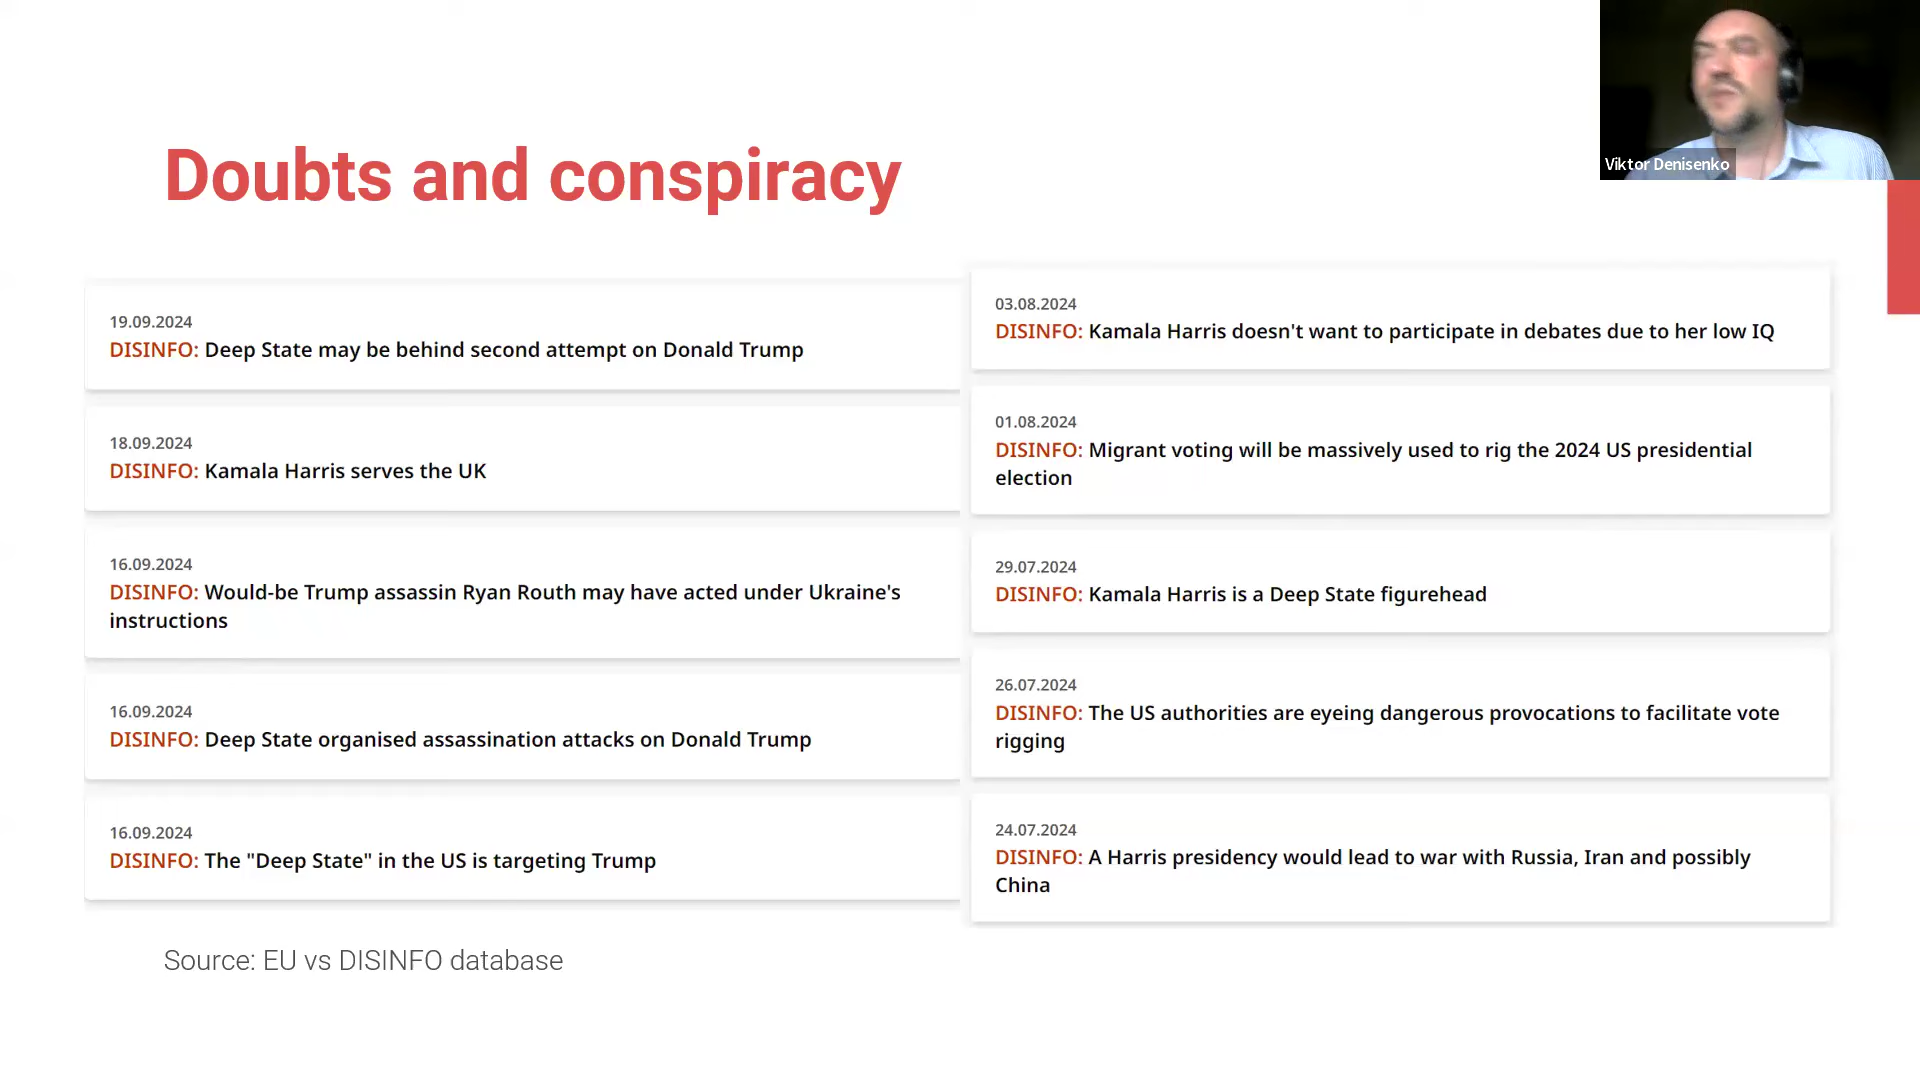 Viktor Denisenko
Doubts and conspiracy
19.09.2024
DISINFO: Deep State may be behind second attempt on Donald Trump
18.09.2024
DISINFO: Kamala Harris serves the UK
16.09.2024
DISINFO: Would-be Trump assassin Ryan Routh may have acted under Ukraine's
instructions
16.09.2024
DISINFO: Deep State organised assassination attacks on Donald Trump
16.09.2024
DISINFO: The "Deep State" in the US is targeting Trump
03.08.2024
DISINFO: Kamala Harris doesn't want to participate in debates due to her low IQ
01.08.2024
DISINFO: Migrant voting will be massively used to rig the 2024 US presidential
election
29.07.2024
DISINFO: Kamala Harris is a Deep State figurehead
26.07.2024
DISINFO: The US authorities are eyeing dangerous provocations to facilitate vote
rigging
24.07.2024
DISINFO: A Harris presidency would lead to war with Russia, Iran and possibly
China
Source: EU vs DISINFO database